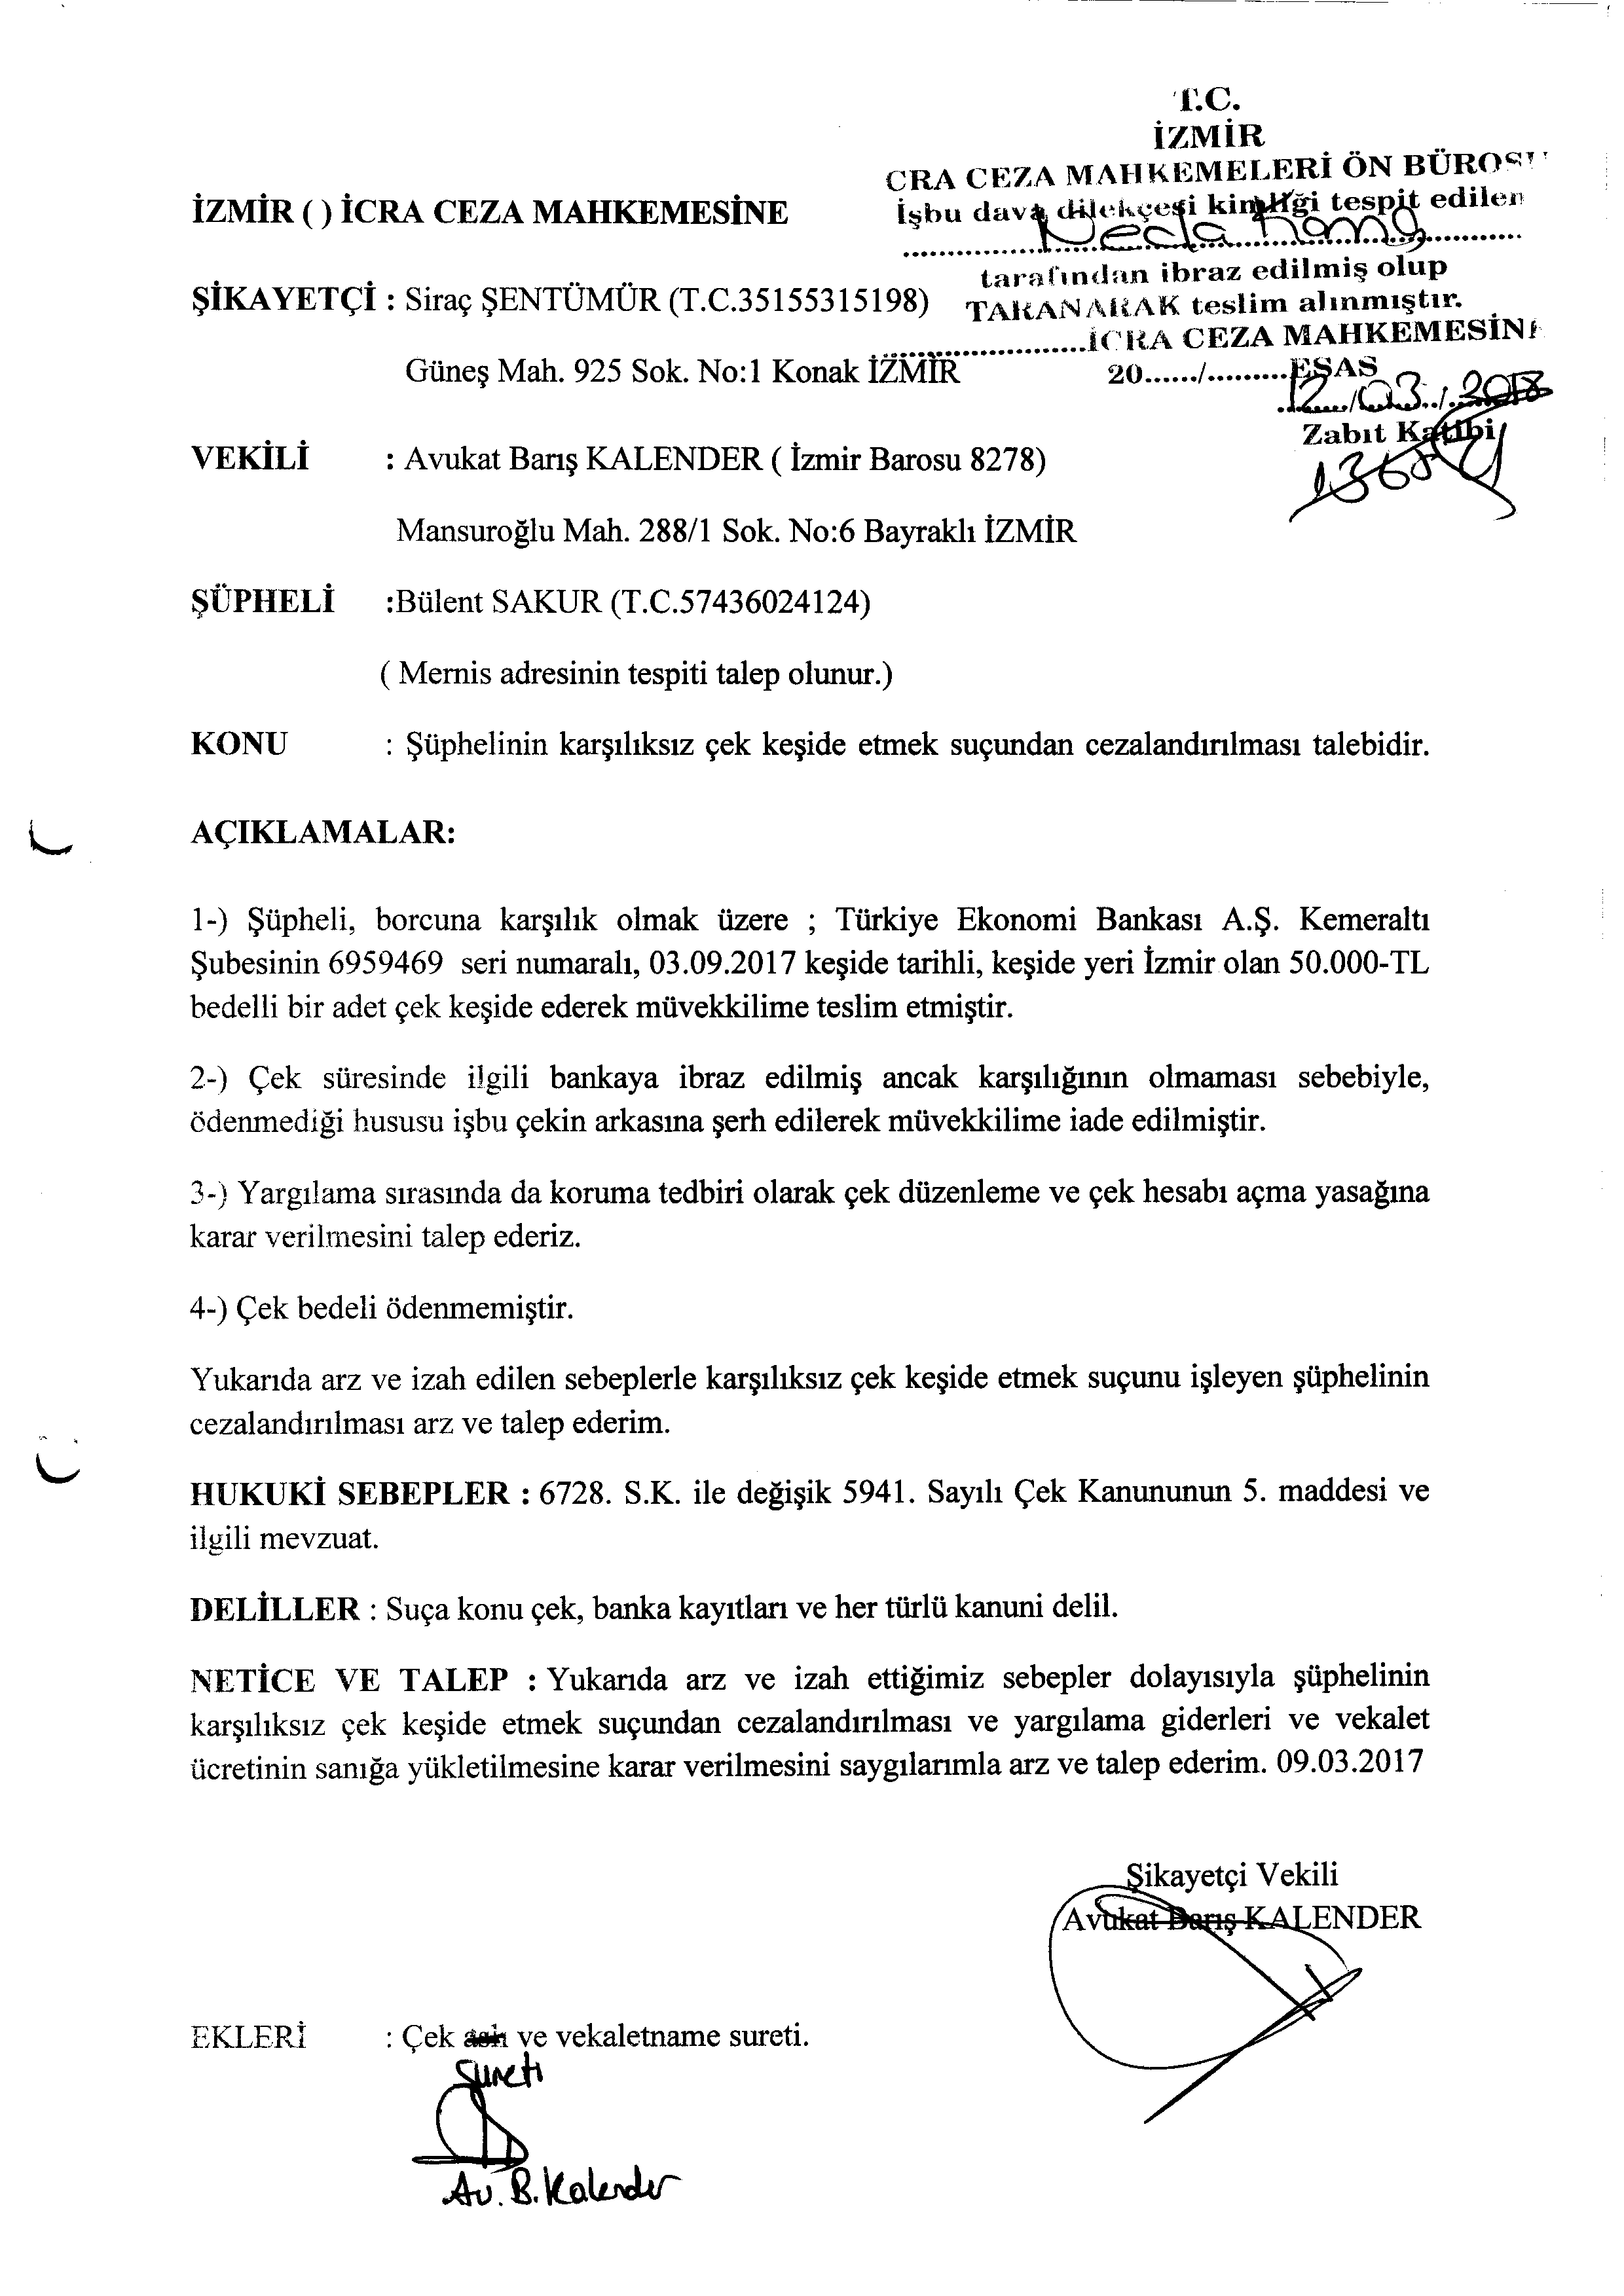 T.C.
İZMİR
CRA CEZA MAHKEMELERİ ÖN BÜROSU
İşbu dava dilekçesi kimliği tespit edilen
Necla
tarafından ibraz edilmiş olup
TARANARAK teslim alınmıştır.
İCRA CEZA MAHKEMESİNE
20....../.........ESAS
12/03/2018
Zabıt Katibi
İZMİR ( ) İCRA CEZA MAHKEMESİNE
ŞİKAYETÇİ : Siraç ŞENTÜMÜR (T.C.35155315198)
Güneş Mah. 925 Sok. No:1 Konak İZMİR
VEKİLİ : Avukat Barış KALENDER ( İzmir Barosu 8278)
Mansuroğlu Mah. 288/1 Sok. No:6 Bayraklı İZMİR
ŞÜPHELİ :Bülent SAKUR (T.C.57436024124)
( Mernis adresinin tespiti talep olunur.)
KONU : Şüphelinin karşılıksız çek keşide etmek suçundan cezalandırılması talebidir.
AÇIKLAMALAR:
1-) Şüpheli, borcuna karşılık olmak üzere ; Türkiye Ekonomi Bankası A.Ş. Kemeraltı
Şubesinin 6959469 seri numaralı, 03.09.2017 keşide tarihli, keşide yeri İzmir olan 50.000-TL
bedelli bir adet çek keşide ederek müvekkilime teslim etmiştir.
2-) Çek süresinde ilgili bankaya ibraz edilmiş ancak karşılığının olmaması sebebiyle,
ödenmediği hususu işbu çekin arkasına şerh edilerek müvekkilime iade edilmiştir.
3-) Yargılama sırasında da koruma tedbiri olarak çek düzenleme ve çek hesabı açma yasağına
karar verilmesini talep ederiz.
4-) Çek bedeli ödenmemiştir.
Yukarıda arz ve izah edilen sebeplerle karşılıksız çek keşide etmek suçunu işleyen şüphelinin
cezalandırılması arz ve talep ederim.
HUKUKİ SEBEPLER : 6728. S.K. ile değişik 5941. Sayılı Çek Kanununun 5. maddesi ve
ilgili mevzuat.
DELİLLER : Suça konu çek, banka kayıtları ve her türlü kanuni delil.
NETİCE VE TALEP : Yukarıda arz ve izah ettiğimiz sebepler dolayısıyla şüphelinin
karşılıksız çek keşide etmek suçundan cezalandırılması ve yargılama giderleri ve vekalet
ücretinin sanığa yükletilmesine karar verilmesini saygılarımla arz ve talep ederim. 09.03.2017
Şikayetçi Vekili
Avukat Barış KALENDER
EKLERİ : Çek aslı ve vekaletname sureti.
Sureti
Av. B. Kalender